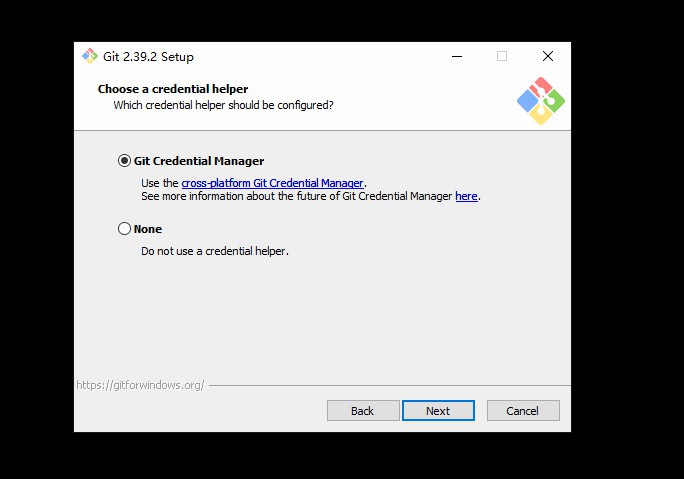 Git 2.39.2 Setup
Choose a credential helper
Which credential helper should be configured?
Git Credential Manager
Use the cross-platform Git Credential Manager.
See more information about the future of Git Credential Manager here.
None
Do not use a credential helper.
https://gitforwindows.org/
Back Next Cancel